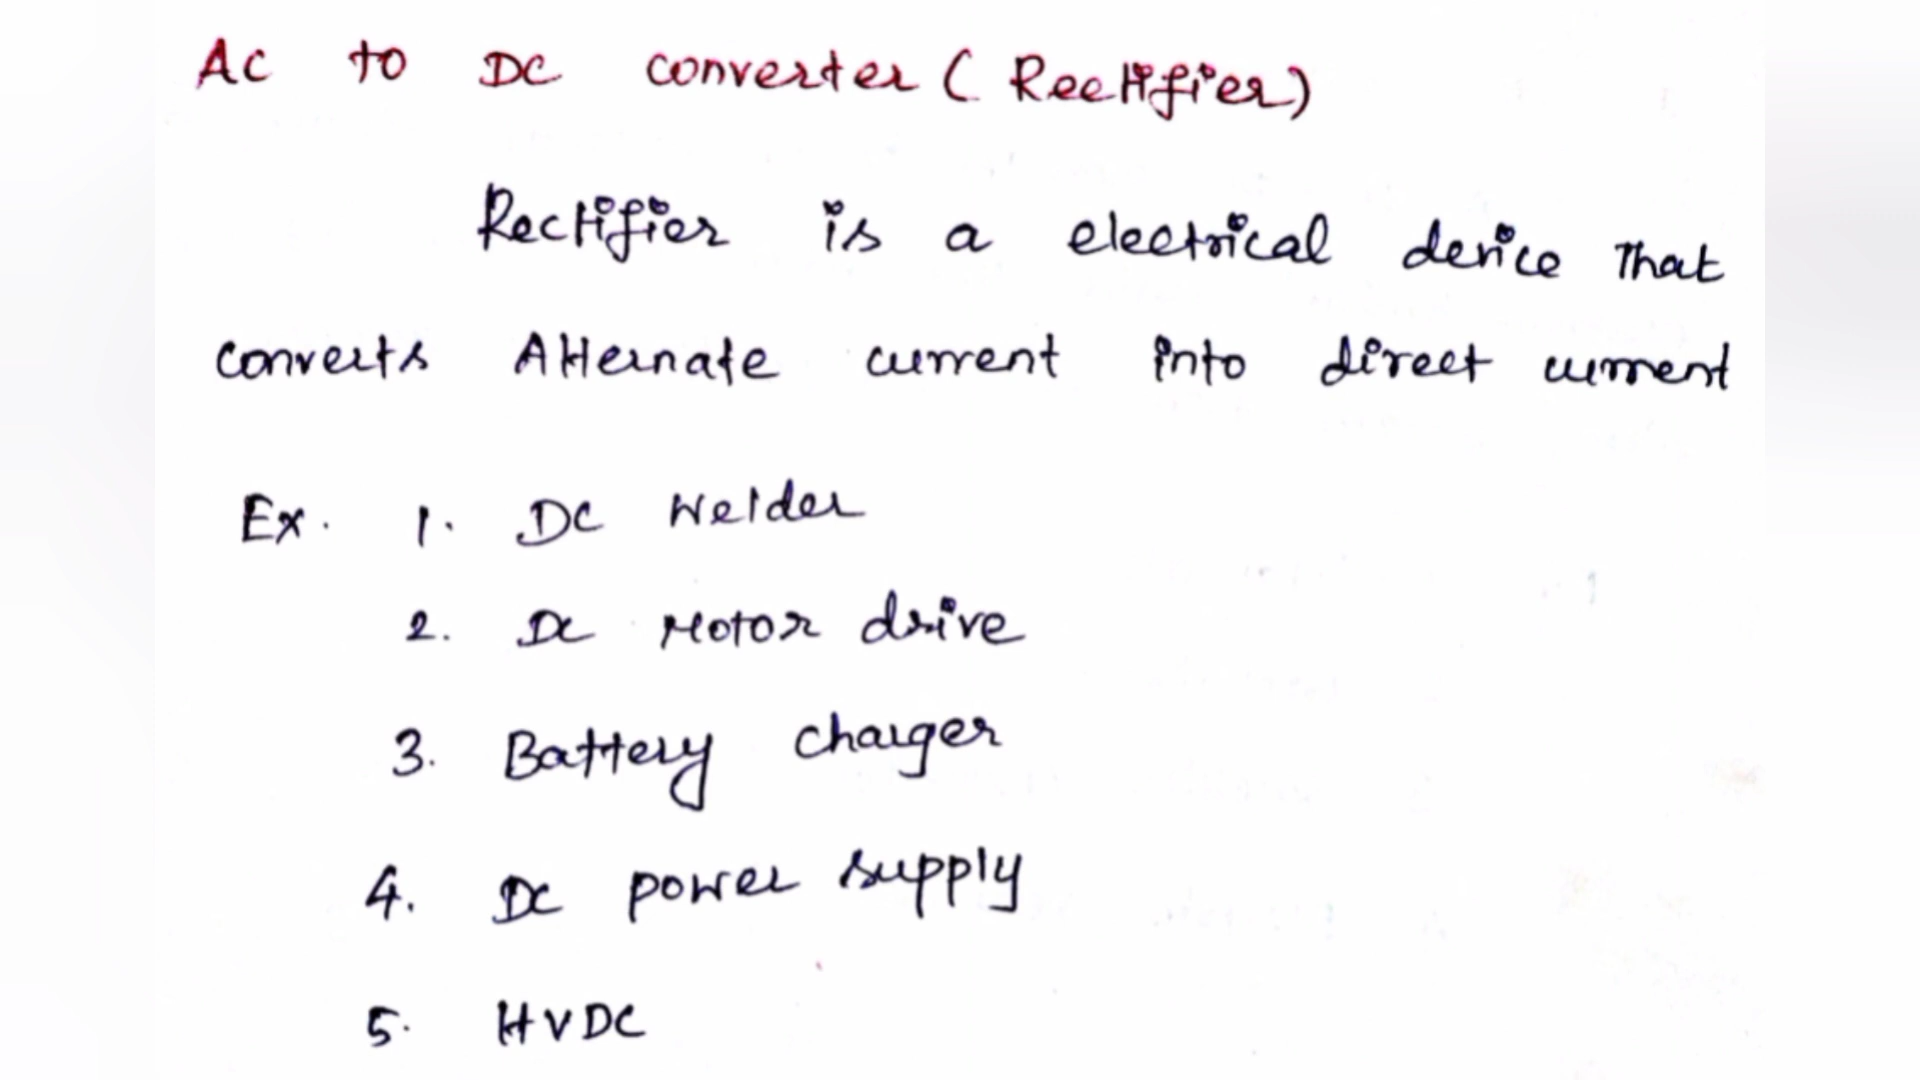 AC to DC converter (Rectifier)
Rectifier is a electrical device that
converts Alternate current into direct current
Ex. 1. DC Welder
2. DC Motor drive
3. Battery charger
4. DC power supply
5. HVDC